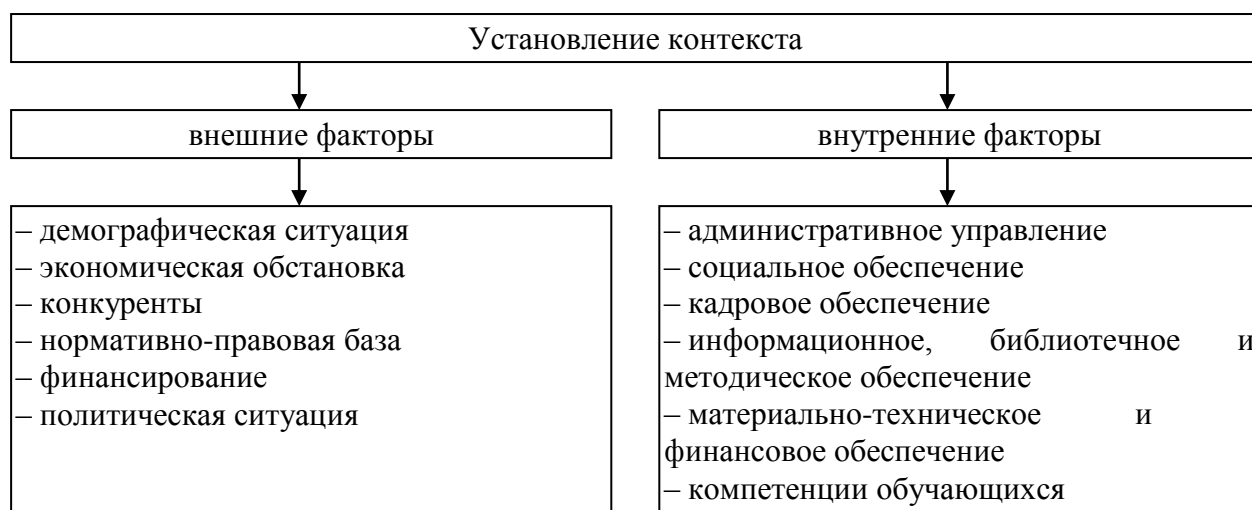 Установление контекста
внешние факторы
внутренние факторы
– демографическая ситуация
– экономическая обстановка
– конкуренты
– нормативно-правовая база
– финансирование
– политическая ситуация
– административное управление
– социальное обеспечение
– кадровое обеспечение
– информационное, библиотечное и
методическое обеспечение
– материально-техническое и
финансовое обеспечение
– компетенции обучающихся